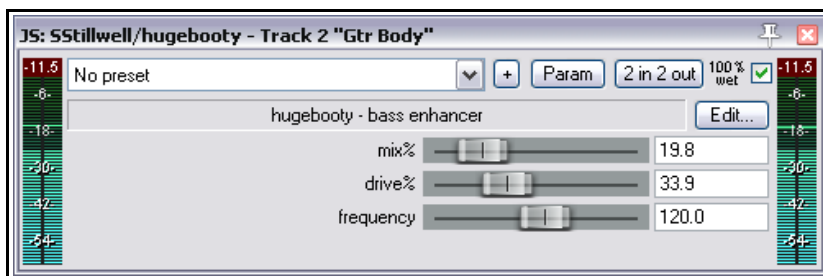 JS: SStillwell/hugebooty - Track 2 "Gtr Body"
-11.5 No preset + Param 2 in 2 out 100 % wet -11.5
-6- -6-
hugebooty - bass enhancer Edit...
-18- -18-
mix% 19.8
-30- -30-
drive% 33.9
-42- -42-
frequency 120.0
-54- -54-